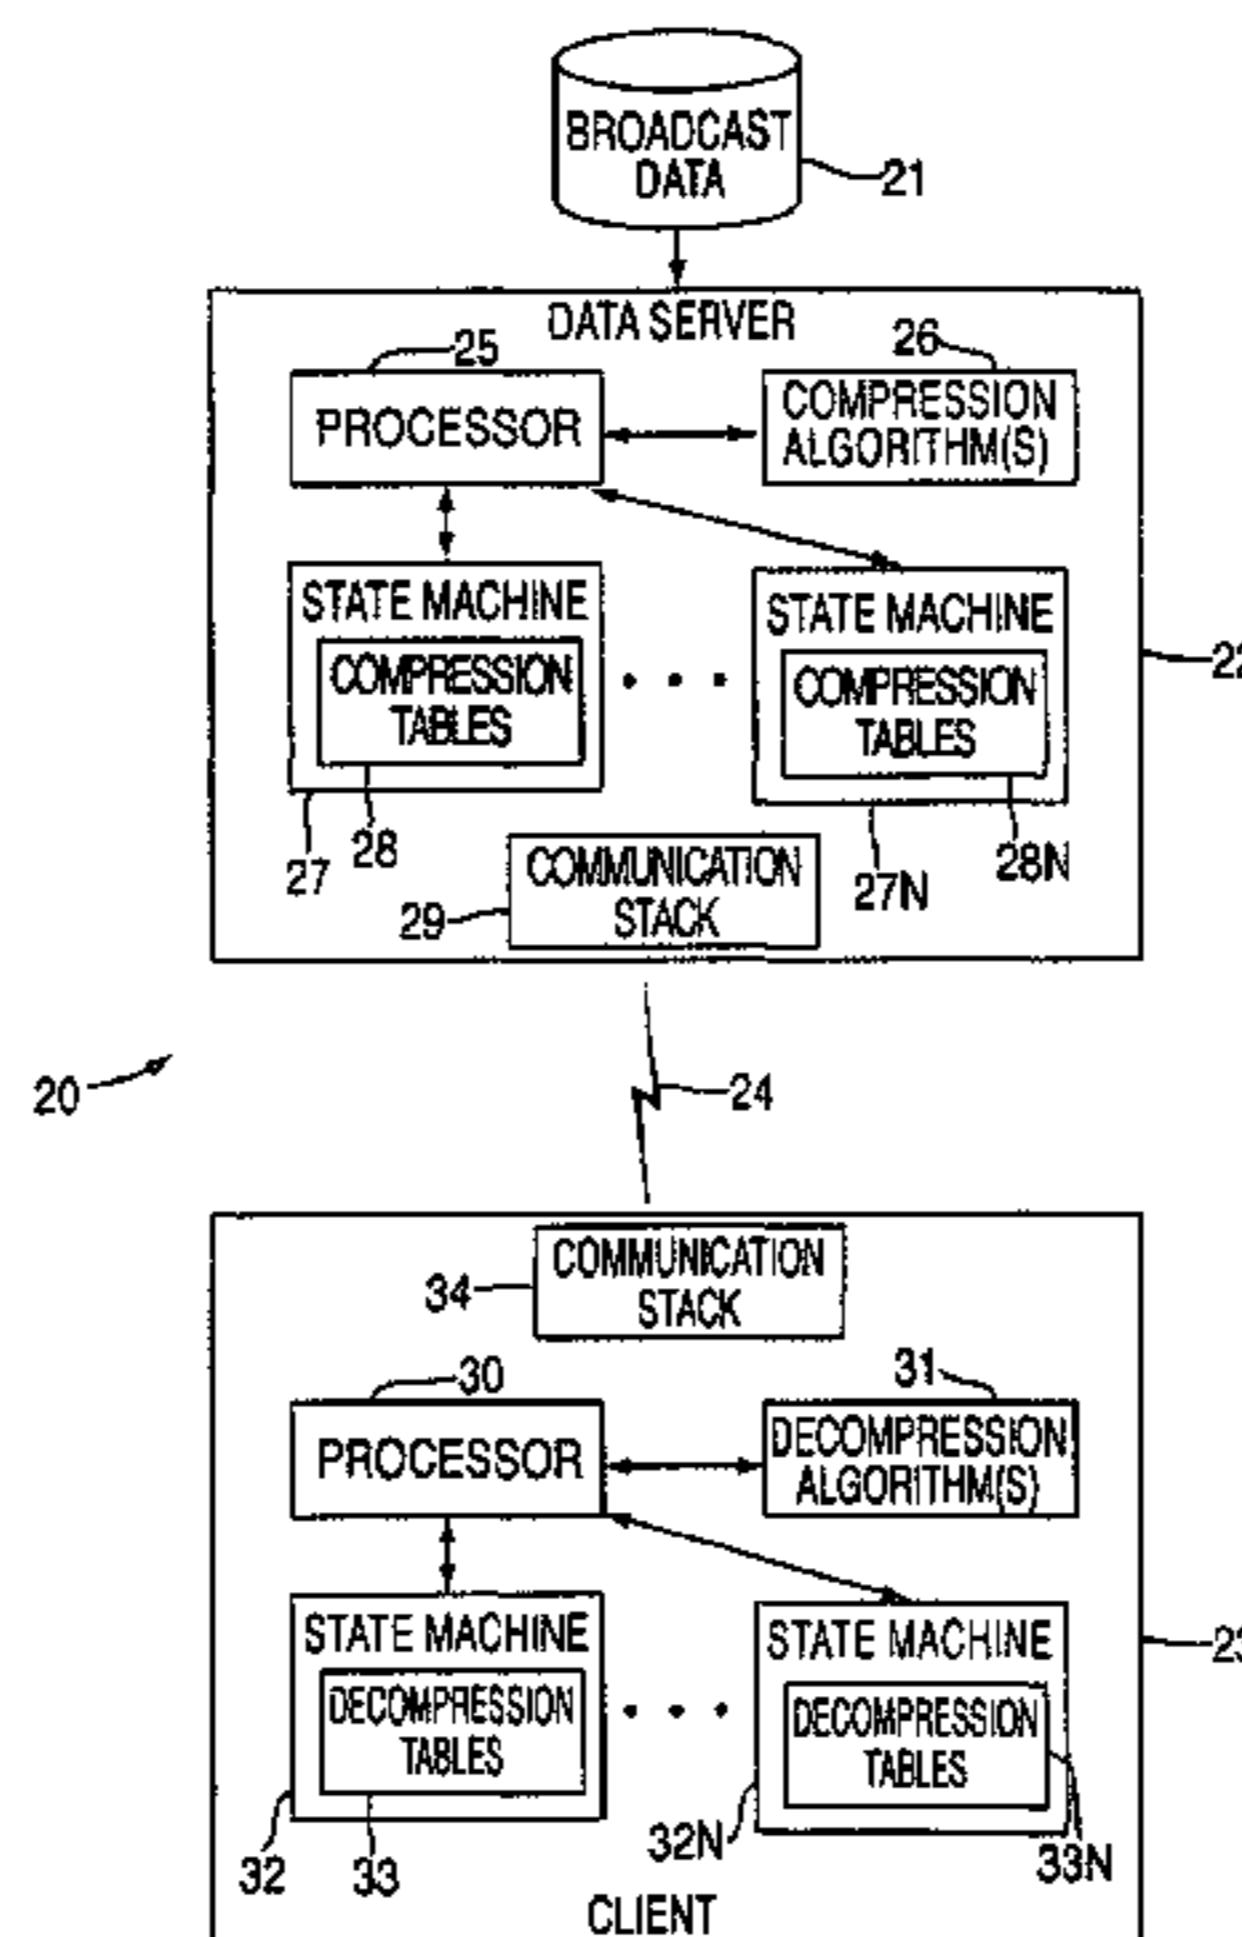 BROADCAST
DATA
21
DATA SERVER
25
26
PROCESSOR
COMPRESSION
ALGORITHM(S)
STATE MACHINE
COMPRESSION
TABLES
STATE MACHINE
COMPRESSION
TABLES
22
27
28
27N
28N
COMMUNICATION
STACK
29
20
24
COMMUNICATION
STACK
34
30
31
PROCESSOR
DECOMPRESSION
ALGORITHM(S)
STATE MACHINE
DECOMPRESSION
TABLES
STATE MACHINE
DECOMPRESSION
TABLES
23
32
33
32N
33N
CLIENT